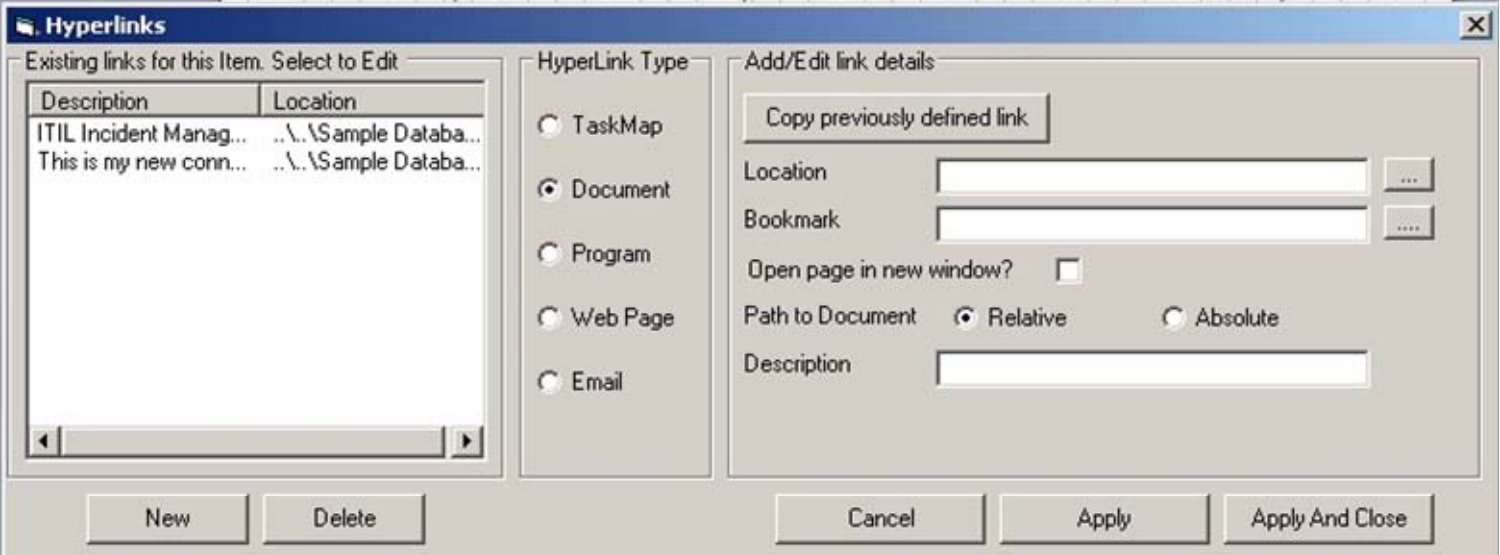 Hyperlinks
Existing links for this Item. Select to Edit
Description Location
ITIL Incident Manag... ..\..\Sample Databa...
This is my new conn... ..\..\Sample Databa...
New Delete
HyperLink Type
TaskMap
Document
Program
Web Page
Email
Add/Edit link details
Copy previously defined link
Location ...
Bookmark ....
Open page in new window?
Path to Document Relative Absolute
Description
Cancel Apply Apply And Close